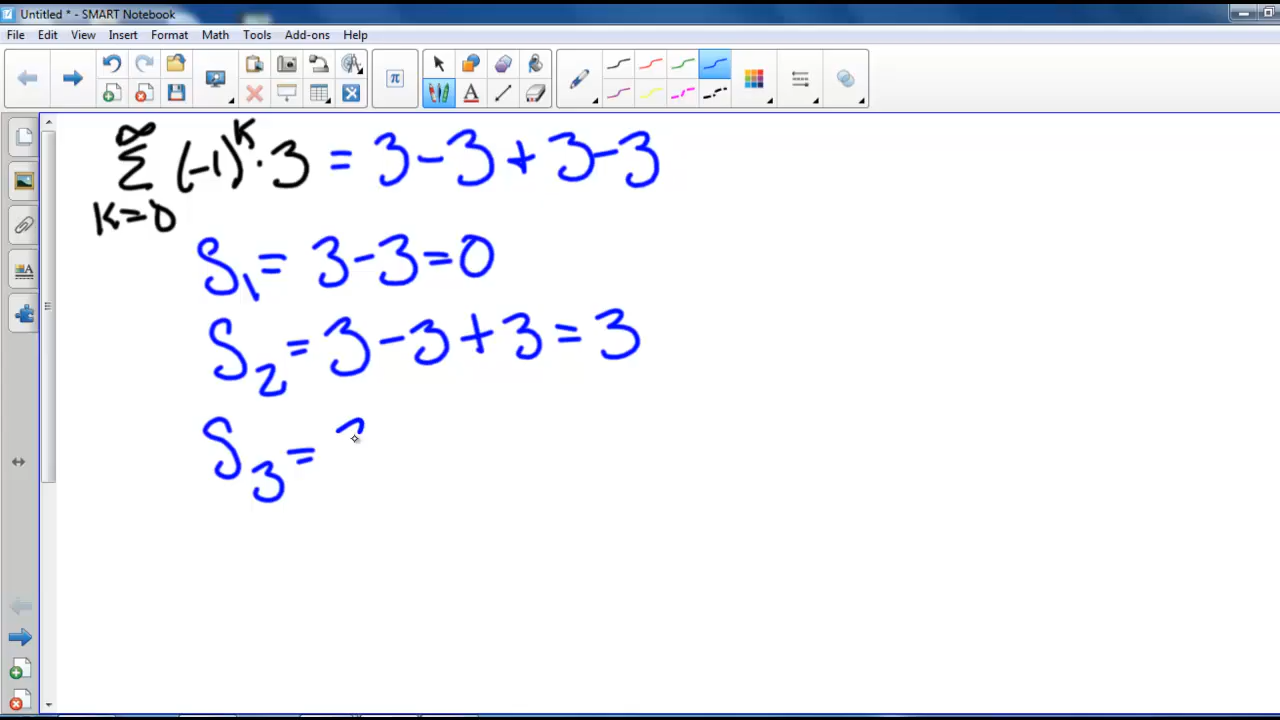 Untitled * - SMART Notebook
File Edit View Insert Format Math Tools Add-ons Help
π A
∞
Σ (-1)^K · 3 = 3 - 3 + 3 - 3
K=0
S₁ = 3 - 3 = 0
S₂ = 3 - 3 + 3 = 3
S₃ =